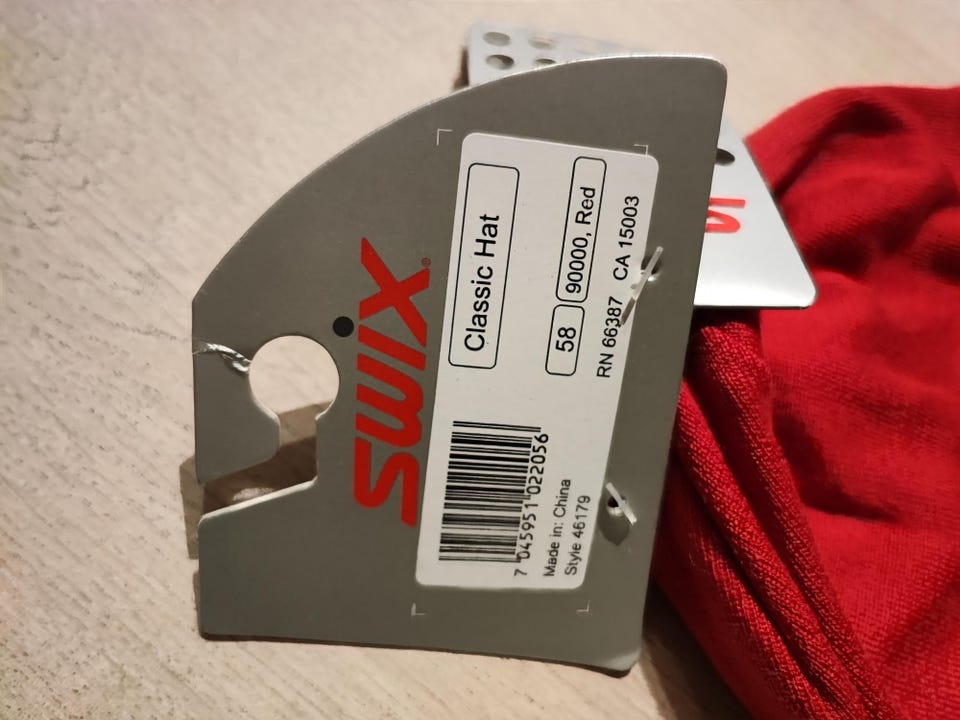 SWIX®
Classic Hat
58 90000, Red
RN 66387 CA 15003
7 045951 022056
Made in: China
Style 46179